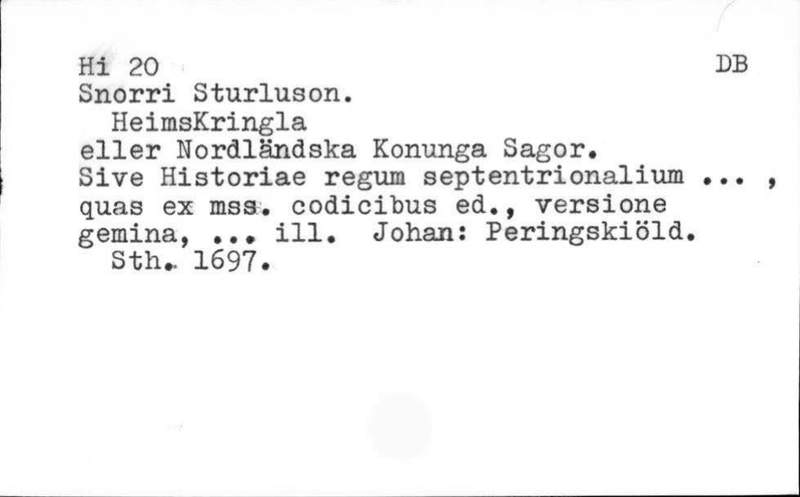 Hi 20 DB
Snorri Sturluson.
HeimsKringla
eller Nordländska Konunga Sagor.
Sive Historiae regum septentrionalium ... ,
quas ex mss. codicibus ed., versione
gemina, ... ill. Johan: Peringskiöld.
Sth. 1697.